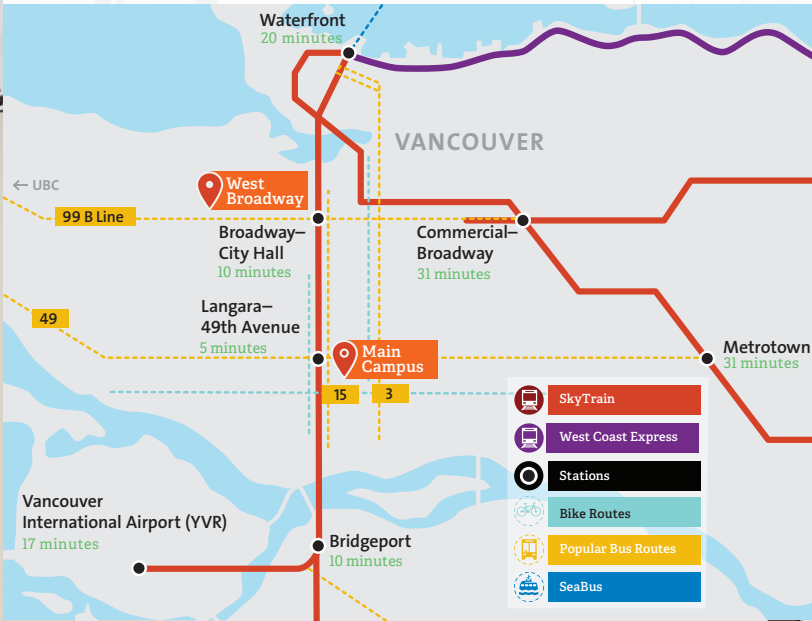 Waterfront
20 minutes
VANCOUVER
← UBC
West
Broadway
99 B Line
Broadway–
City Hall
10 minutes
Commercial–
Broadway
31 minutes
Langara–
49th Avenue
5 minutes
49
Main
Campus
Metrotown
31 minutes
15
3
SkyTrain
West Coast Express
Stations
Bike Routes
Popular Bus Routes
SeaBus
Vancouver
International Airport (YVR)
17 minutes
Bridgeport
10 minutes